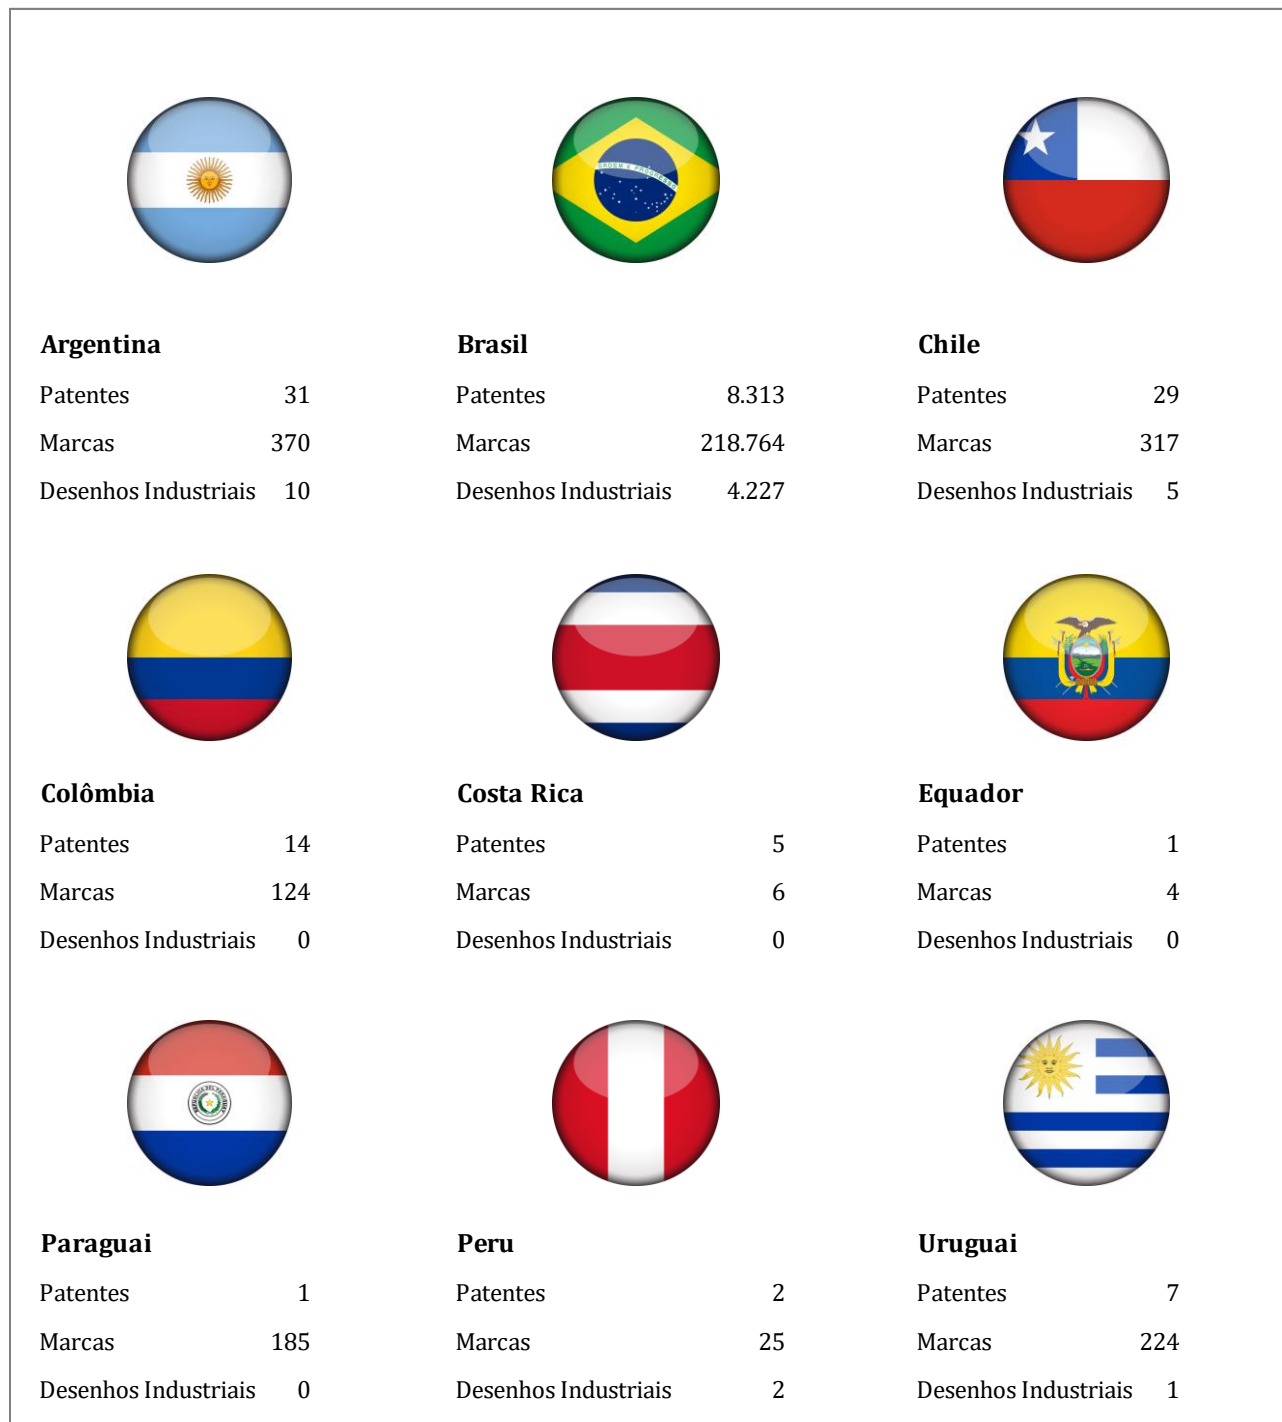 ORDEM E PROGRESSO
Argentina Brasil Chile
Patentes 31 Patentes 8.313 Patentes 29
Marcas 370 Marcas 218.764 Marcas 317
Desenhos Industriais 10 Desenhos Industriais 4.227 Desenhos Industriais 5
Colômbia Costa Rica Equador
Patentes 14 Patentes 5 Patentes 1
Marcas 124 Marcas 6 Marcas 4
Desenhos Industriais 0 Desenhos Industriais 0 Desenhos Industriais 0
Paraguai Peru Uruguai
Patentes 1 Patentes 2 Patentes 7
Marcas 185 Marcas 25 Marcas 224
Desenhos Industriais 0 Desenhos Industriais 2 Desenhos Industriais 1